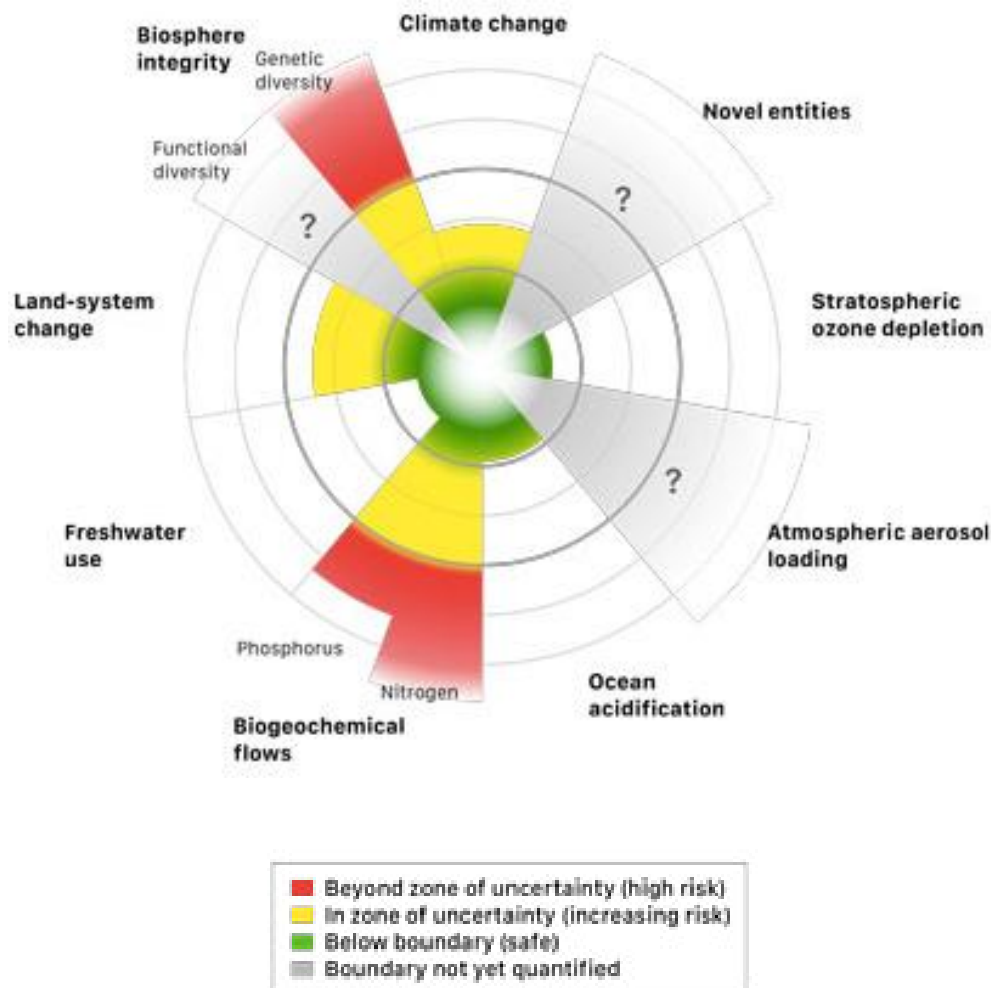 Climate change
Biosphere
integrity
Genetic
diversity
Novel entities
Functional
diversity
?
?
Land-system
change
Stratospheric
ozone depletion
?
Freshwater
use
Atmospheric aerosol
loading
Phosphorus
Nitrogen
Ocean
acidification
Biogeochemical
flows
Beyond zone of uncertainty (high risk)
In zone of uncertainty (increasing risk)
Below boundary (safe)
Boundary not yet quantified